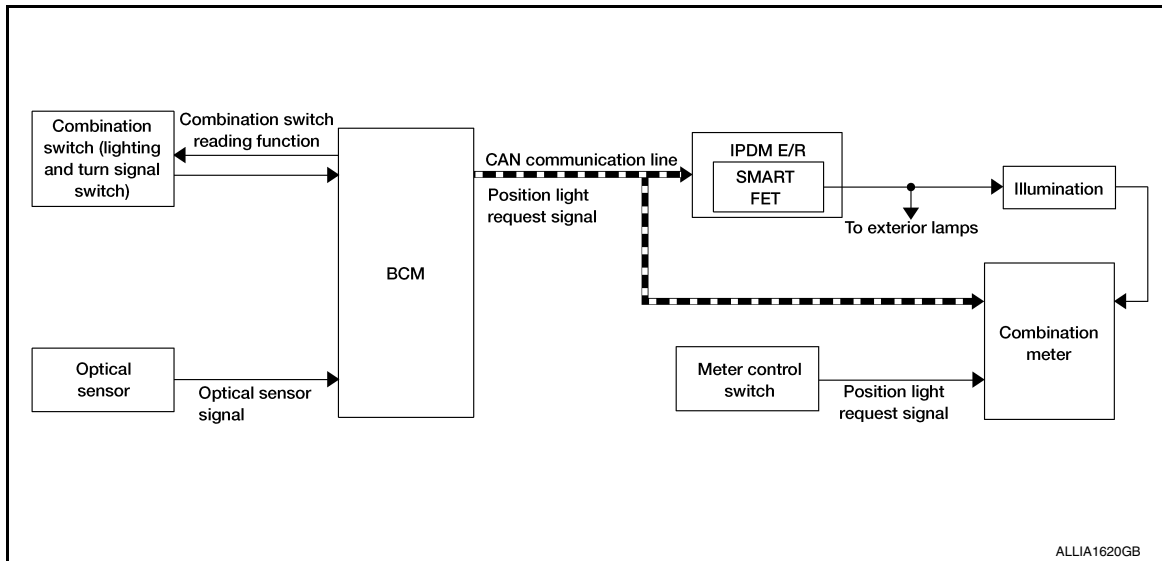 Combination
switch (lighting
and turn signal
switch)
Combination switch
reading function
BCM
CAN communication line
Position light
request signal
IPDM E/R
SMART
FET
To exterior lamps
Illumination
Optical
sensor
Optical sensor
signal
Meter control
switch
Position light
request signal
Combination
meter
ALLIA1620GB